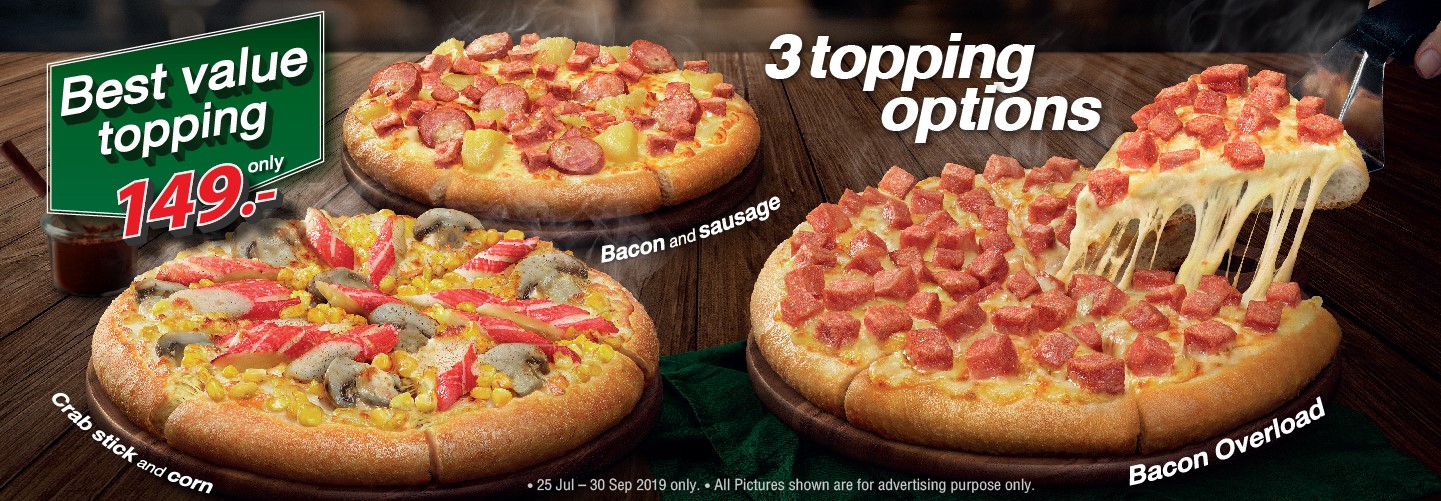 Best value
topping
149.- only
3 topping
options
Bacon and sausage
Crab stick and corn
Bacon Overload
• 25 Jul – 30 Sep 2019 only. • All Pictures shown are for advertising purpose only.